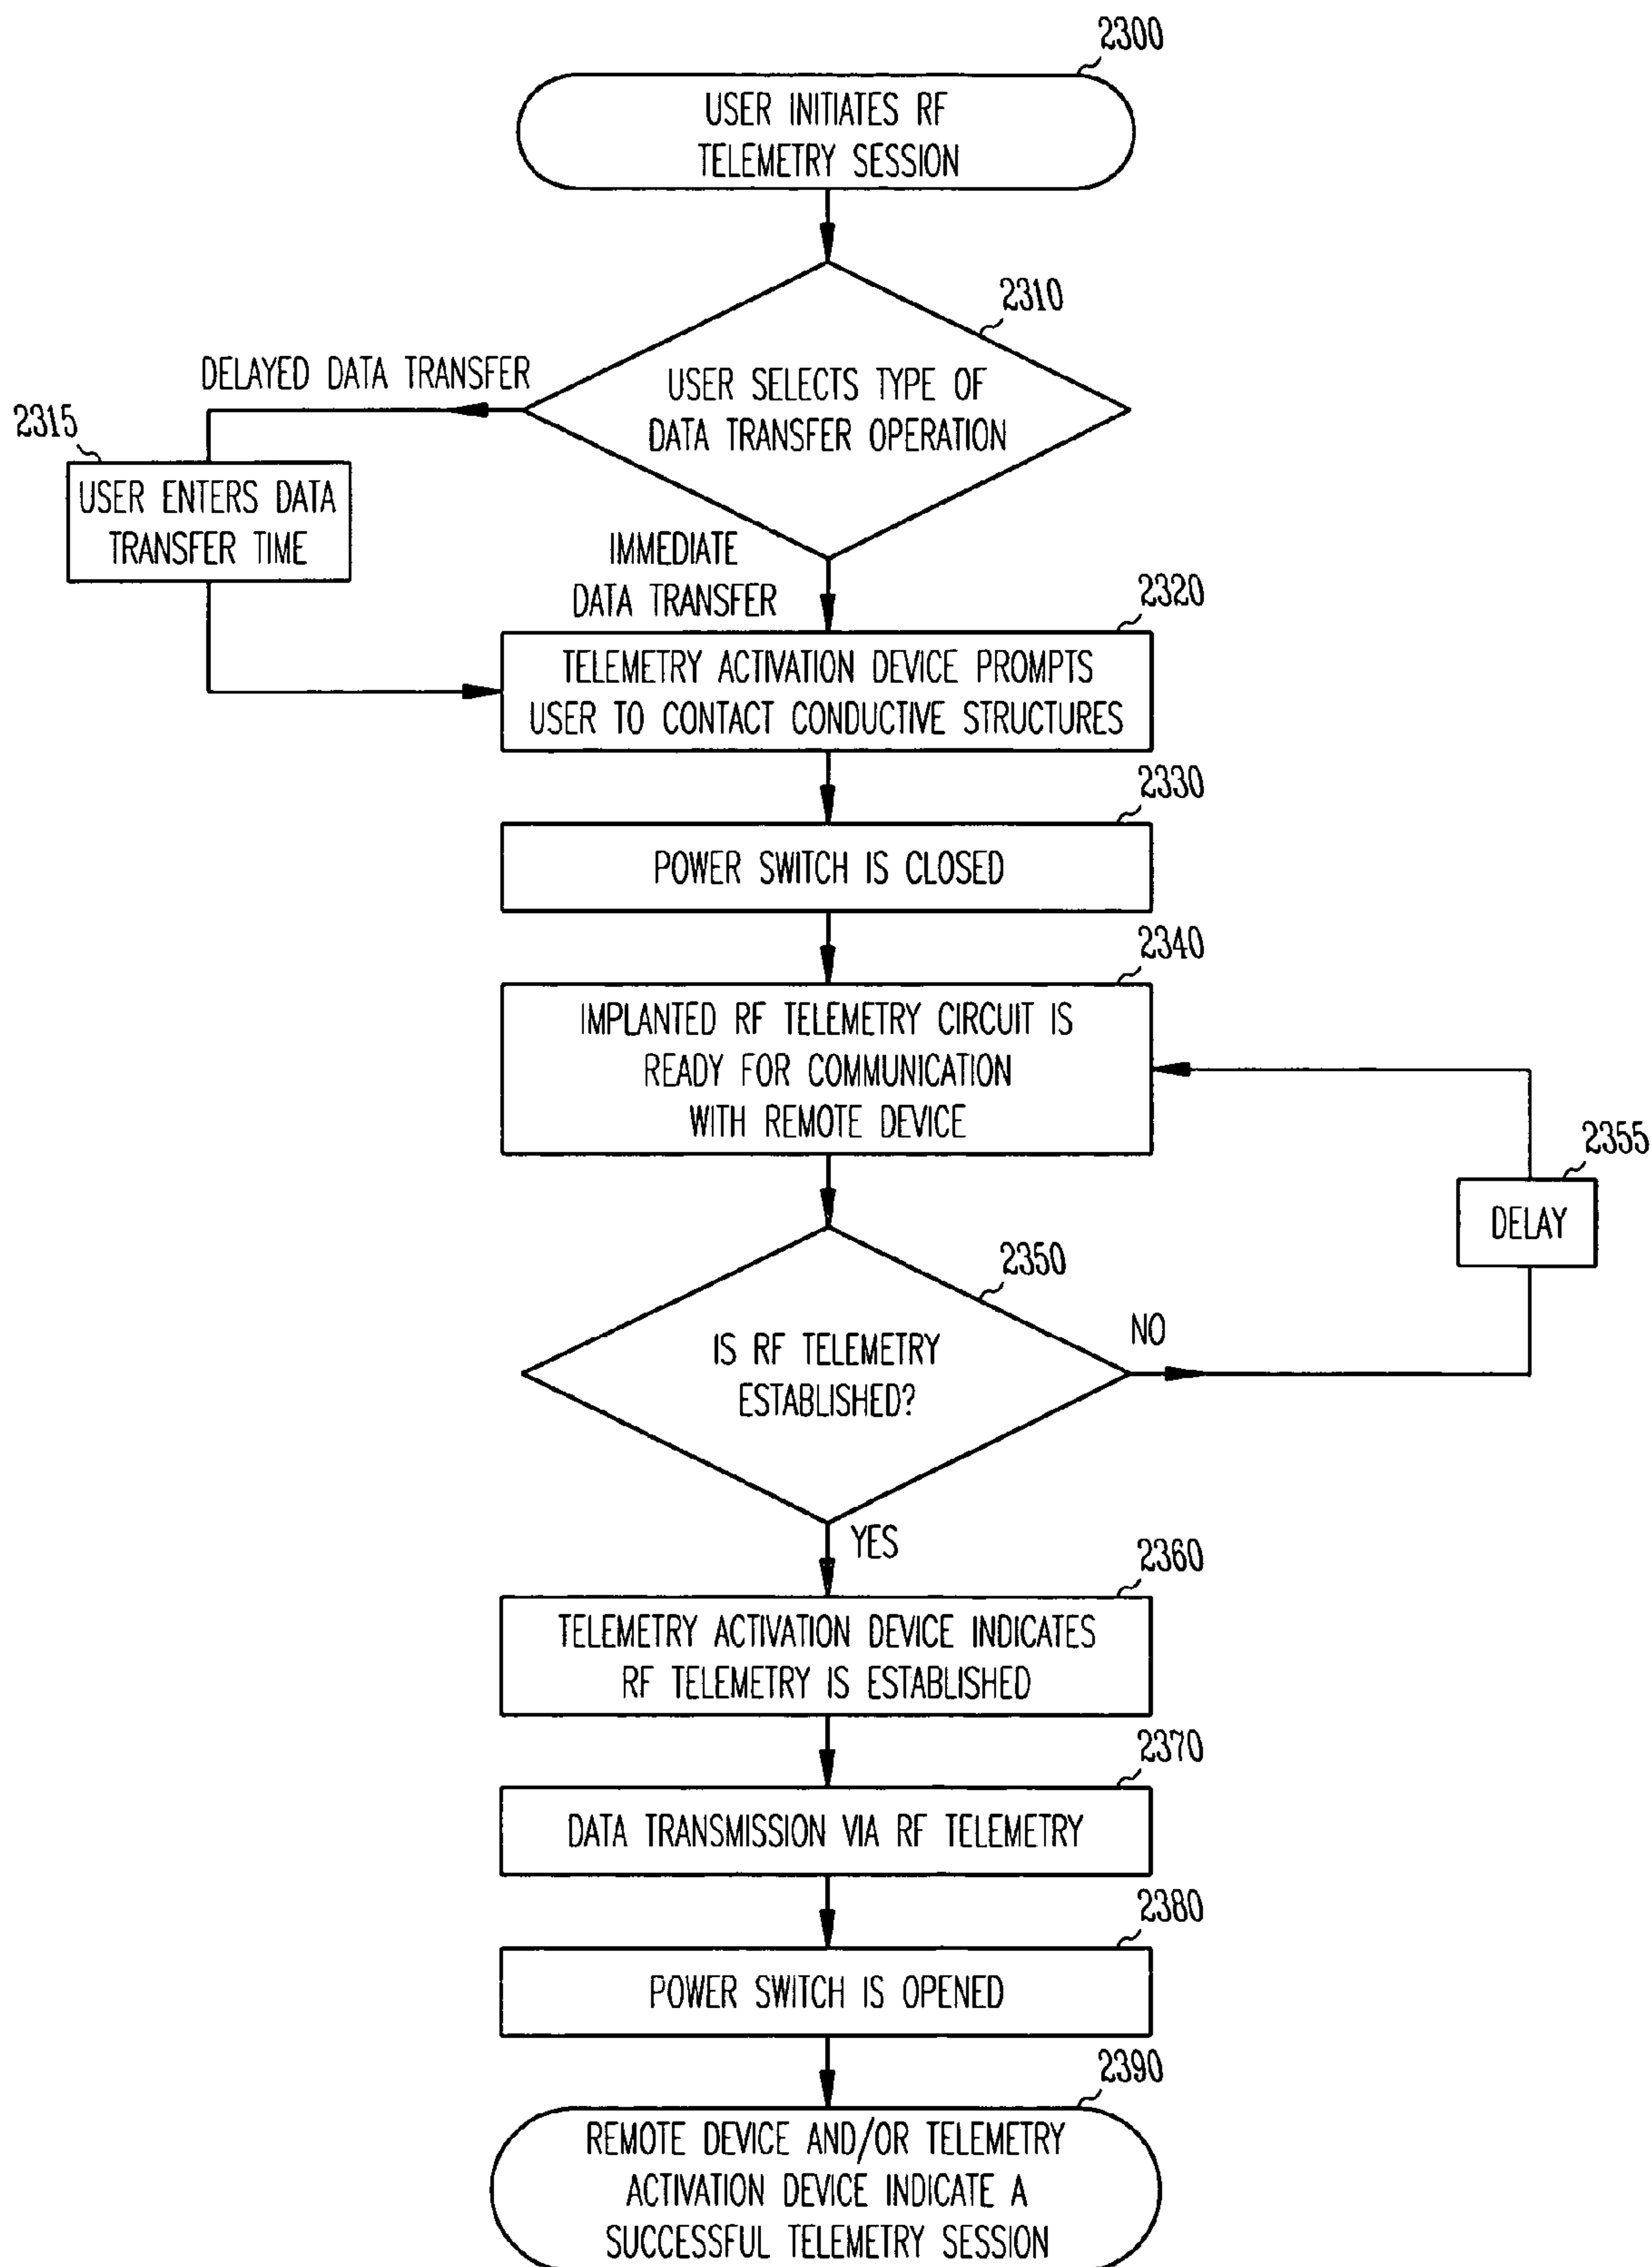 2300
USER INITIATES RF
TELEMETRY SESSION
2310
USER SELECTS TYPE OF
DATA TRANSFER OPERATION
DELAYED DATA TRANSFER
2315
USER ENTERS DATA
TRANSFER TIME
IMMEDIATE
DATA TRANSFER
2320
TELEMETRY ACTIVATION DEVICE PROMPTS
USER TO CONTACT CONDUCTIVE STRUCTURES
2330
POWER SWITCH IS CLOSED
2340
IMPLANTED RF TELEMETRY CIRCUIT IS
READY FOR COMMUNICATION
WITH REMOTE DEVICE
2355
DELAY
2350
IS RF TELEMETRY
ESTABLISHED?
NO
YES
2360
TELEMETRY ACTIVATION DEVICE INDICATES
RF TELEMETRY IS ESTABLISHED
2370
DATA TRANSMISSION VIA RF TELEMETRY
2380
POWER SWITCH IS OPENED
2390
REMOTE DEVICE AND/OR TELEMETRY
ACTIVATION DEVICE INDICATE A
SUCCESSFUL TELEMETRY SESSION